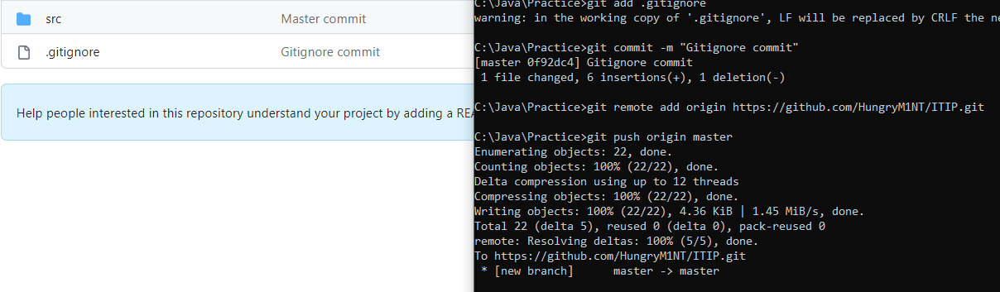 src Master commit
.gitignore Gitignore commit
Help people interested in this repository understand your project by adding a
C:\Java\Practice>git add .gitignore
warning: in the working copy of '.gitignore', LF will be replaced by CRLF the
C:\Java\Practice>git commit -m "Gitignore commit"
[master 0f92dc4] Gitignore commit
1 file changed, 6 insertions(+), 1 deletion(-)
C:\Java\Practice>git remote add origin https://github.com/HungryM1NT/ITIP.git
C:\Java\Practice>git push origin master
Enumerating objects: 22, done.
Counting objects: 100% (22/22), done.
Delta compression using up to 12 threads
Compressing objects: 100% (22/22), done.
Writing objects: 100% (22/22), 4.36 KiB | 1.45 MiB/s, done.
Total 22 (delta 5), reused 0 (delta 0), pack-reused 0
remote: Resolving deltas: 100% (5/5), done.
To https://github.com/HungryM1NT/ITIP.git
* [new branch] master -> master